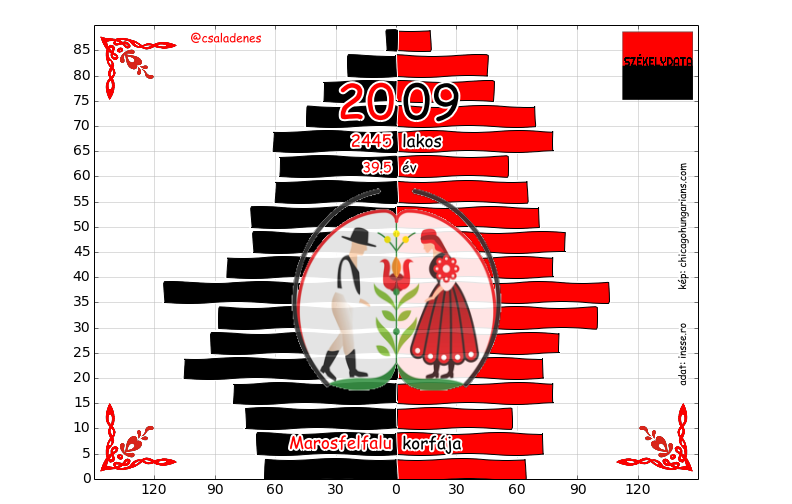 @csaladenes
SZÉKELYDATA
2009
2445 lakos
39.5 év
kép: chicagohungarians.com
adat: insse.ro
Marosfelfalu korfája
85
80
75
70
65
60
55
50
45
40
35
30
25
20
15
10
5
0
120 90 60 30 0 30 60 90 120